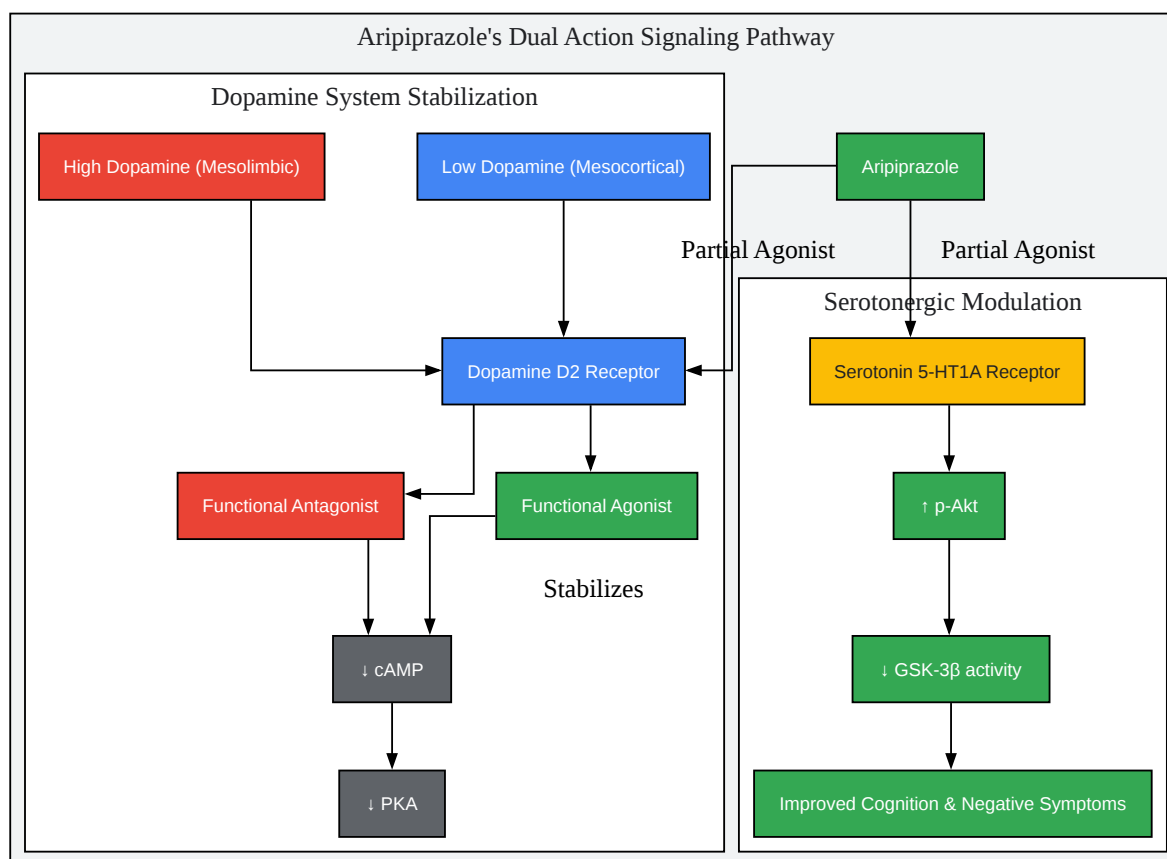 Aripiprazole's Dual Action Signaling Pathway
Dopamine System Stabilization
High Dopamine (Mesolimbic)
Low Dopamine (Mesocortical)
Aripiprazole
Partial Agonist
Partial Agonist
Serotonergic Modulation
Dopamine D2 Receptor
Serotonin 5-HT1A Receptor
Functional Antagonist
Functional Agonist
↑ p-Akt
Stabilizes
↓ cAMP
↓ GSK-3β activity
↓ PKA
Improved Cognition & Negative Symptoms